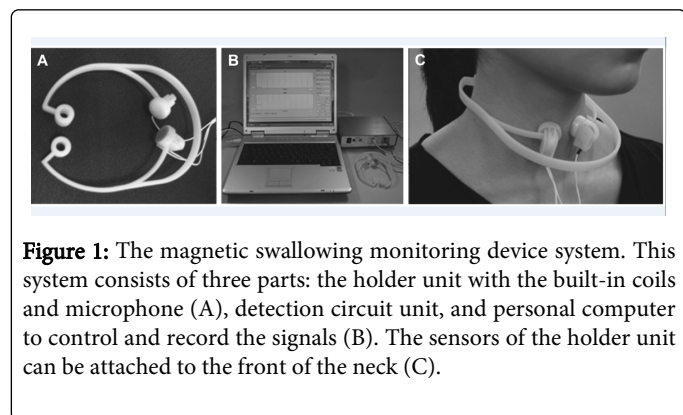 A
B
C
Figure 1: The magnetic swallowing monitoring device system. This
system consists of three parts: the holder unit with the built-in coils
and microphone (A), detection circuit unit, and personal computer
to control and record the signals (B). The sensors of the holder unit
can be attached to the front of the neck (C).